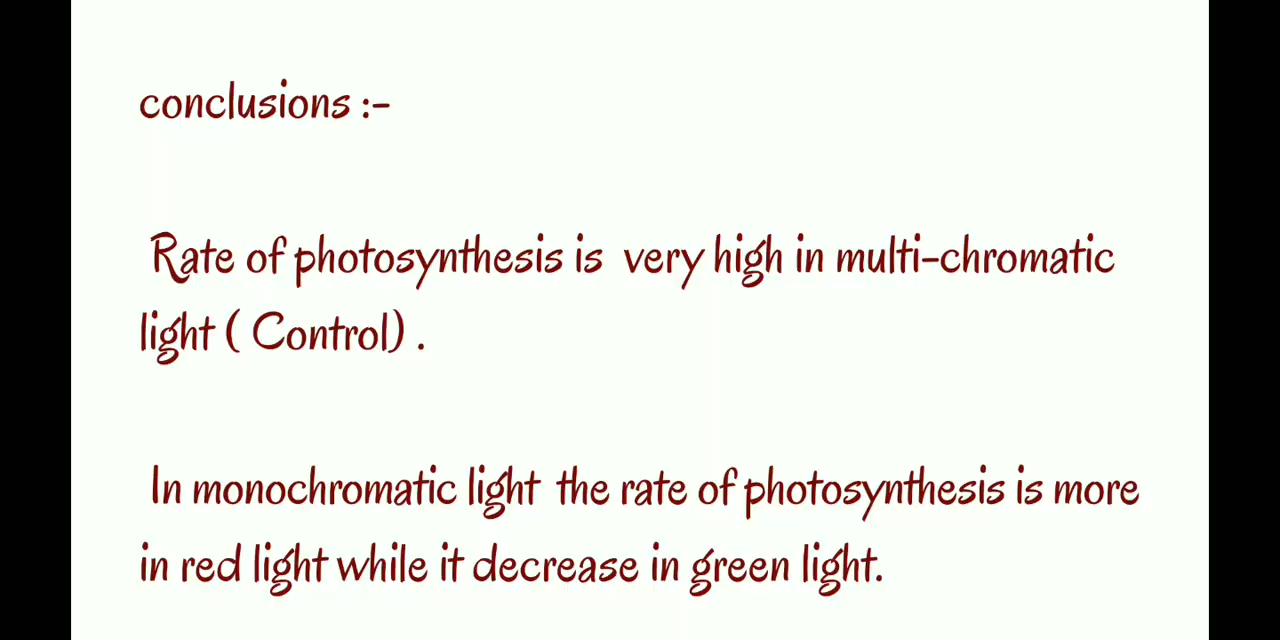 conclusions :-
Rate of photosynthesis is very high in multi-chromatic
light ( Control) .
In monochromatic light the rate of photosynthesis is more
in red light while it decrease in green light.